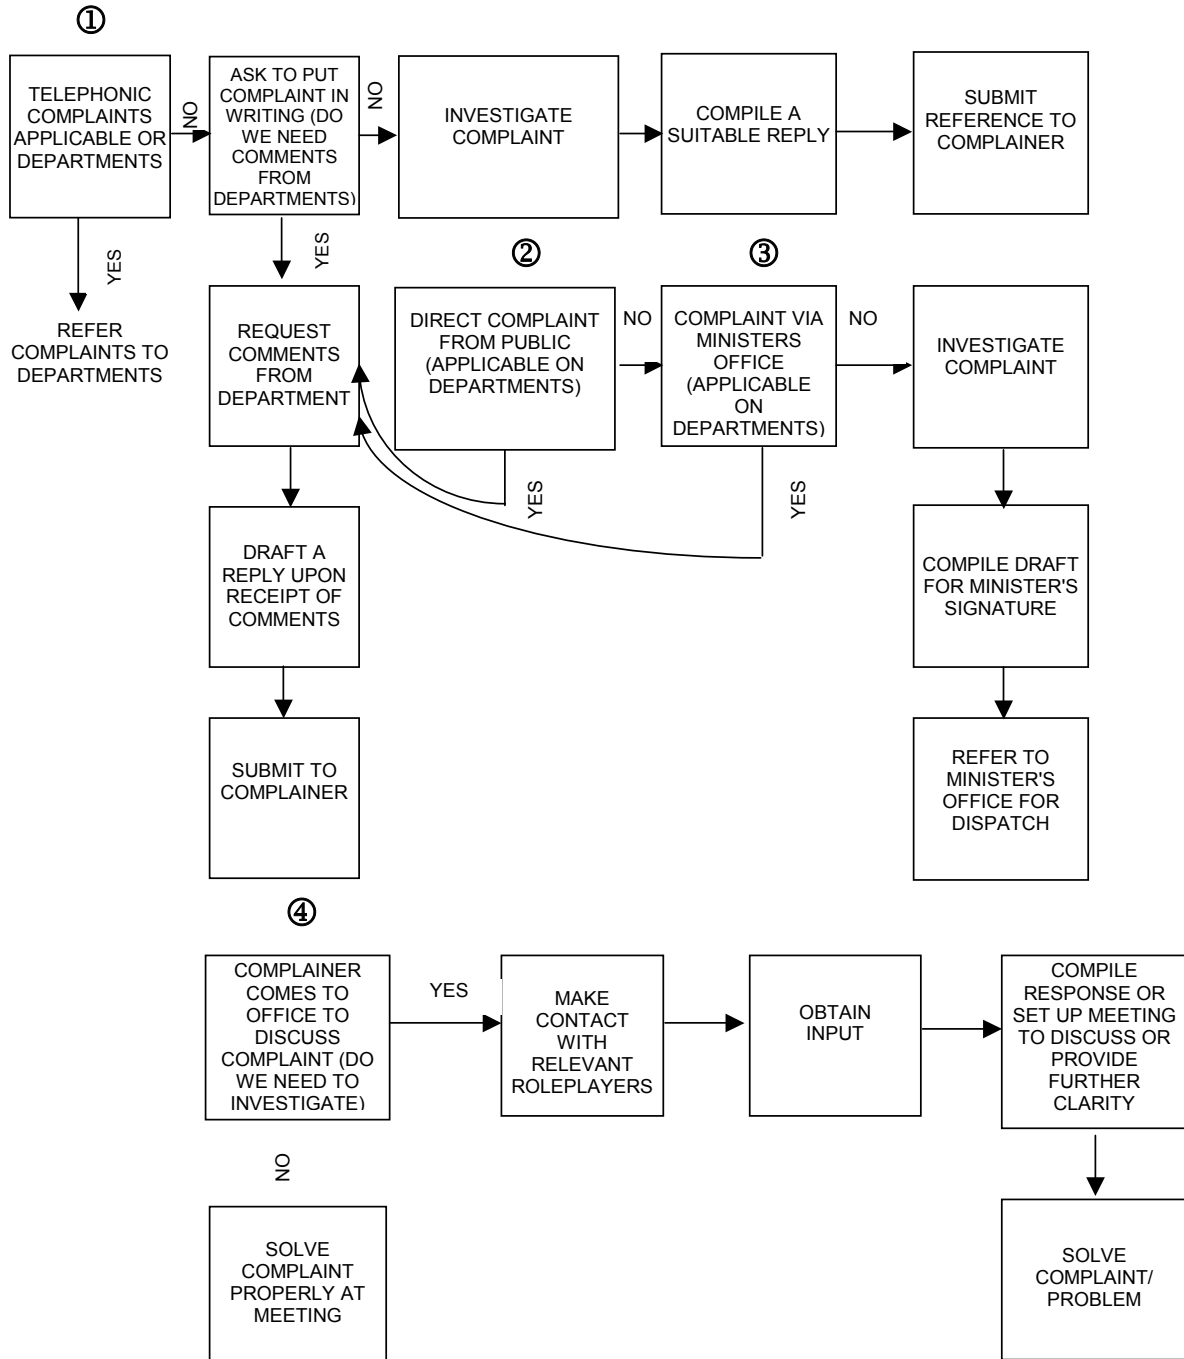 ①
TELEPHONIC
COMPLAINTS
APPLICABLE OR
DEPARTMENTS
NO
YES
REFER
COMPLAINTS TO
DEPARTMENTS
ASK TO PUT
COMPLAINT IN
WRITING (DO
WE NEED
COMMENTS
FROM
DEPARTMENTS)
NO
YES
INVESTIGATE
COMPLAINT
COMPILE A
SUITABLE REPLY
SUBMIT
REFERENCE TO
COMPLAINER
REQUEST
COMMENTS
FROM
DEPARTMENT
DRAFT A
REPLY UPON
RECEIPT OF
COMMENTS
SUBMIT TO
COMPLAINER
②
DIRECT COMPLAINT
FROM PUBLIC
(APPLICABLE ON
DEPARTMENTS)
NO
YES
③
COMPLAINT VIA
MINISTERS
OFFICE
(APPLICABLE
ON
DEPARTMENTS)
NO
YES
INVESTIGATE
COMPLAINT
COMPILE DRAFT
FOR MINISTER'S
SIGNATURE
REFER TO
MINISTER'S
OFFICE FOR
DISPATCH
④
COMPLAINER
COMES TO
OFFICE TO
DISCUSS
COMPLAINT (DO
WE NEED TO
INVESTIGATE)
YES
MAKE
CONTACT
WITH
RELEVANT
ROLEPLAYERS
OBTAIN
INPUT
COMPILE
RESPONSE OR
SET UP MEETING
TO DISCUSS OR
PROVIDE
FURTHER
CLARITY
NO
SOLVE
COMPLAINT
PROPERLY AT
MEETING
SOLVE
COMPLAINT/
PROBLEM